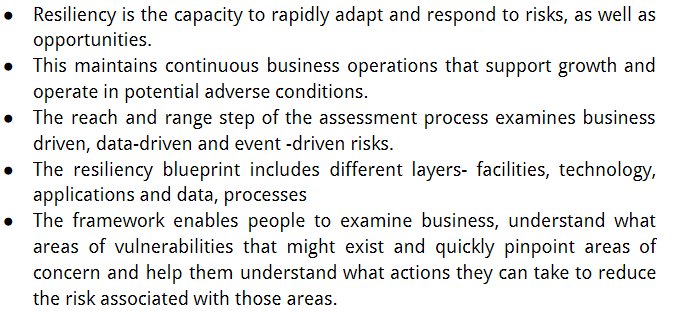 ● Resiliency is the capacity to rapidly adapt and respond to risks, as well as
opportunities.
● This maintains continuous business operations that support growth and
operate in potential adverse conditions.
● The reach and range step of the assessment process examines business
driven, data-driven and event -driven risks.
● The resiliency blueprint includes different layers- facilities, technology,
applications and data, processes
● The framework enables people to examine business, understand what
areas of vulnerabilities that might exist and quickly pinpoint areas of
concern and help them understand what actions they can take to reduce
the risk associated with those areas.